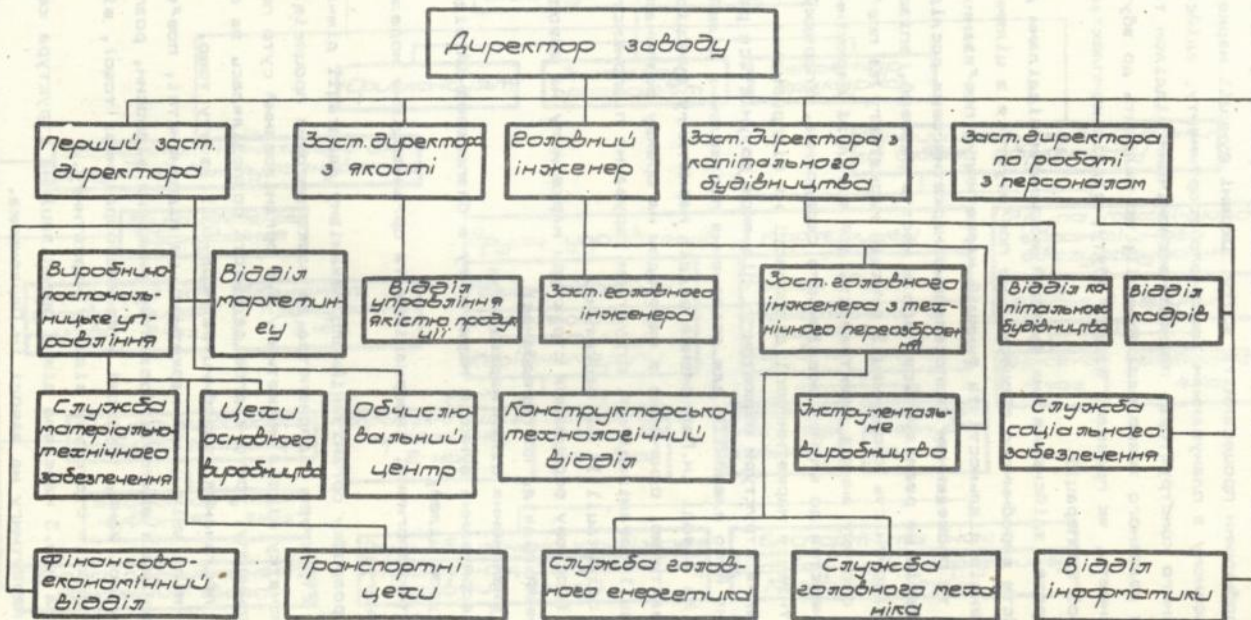 Директор заводу
Перший заст.
директора
Заст. директора
з якості
Головний
інженер
Заст. директора з
капітального
будівництва
Заст. директора
по роботі
з персоналом
Виробничо-
постачаль-
ницьке уп-
равління
Відділ
маркетин-
гу
Відділ
управління
якістю продук
ції
Заст. головного
інженера
Заст. головного
інженера з тех-
нічного переозброєн
ня
Відділ ка-
пітального
будівництва
Відділ
кадрів
Служба
матеріально-
технічного
забезпечення
Цехи
основного
виробництва
Обчислю-
вальний
центр
Конструкторсько-
технологічний
відділ
Інструменталь-
не
виробництво
Служба
соціального
забезпечення
Фінансово-
економічний
відділ
Транспортні
цехи
Служба голов-
ного енергетика
Служба
головного меха
ніка
Відділ
інформатики